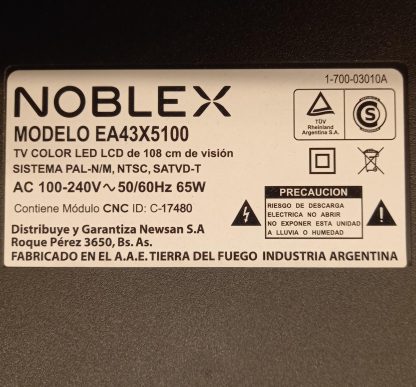 1-700-03010A
NOBLEX
MODELO EA43X5100
TV COLOR LED LCD de 108 cm de visión
SISTEMA PAL-N/M, NTSC, SATVD-T
AC 100-240V ~ 50/60Hz 65W
Contiene Módulo CNC ID: C-17480
Distribuye y Garantiza Newsan S.A
Roque Pérez 3650, Bs. As.
FABRICADO EN EL A.A.E. TIERRA DEL FUEGO INDUSTRIA ARGENTINA
TÜV
Rheinland
Argentina S.A.
S
PRECAUCION
RIESGO DE DESCARGA
ELECTRICA NO ABRIR
NO EXPONER ESTA UNIDAD
A LLUVIA O HUMEDAD